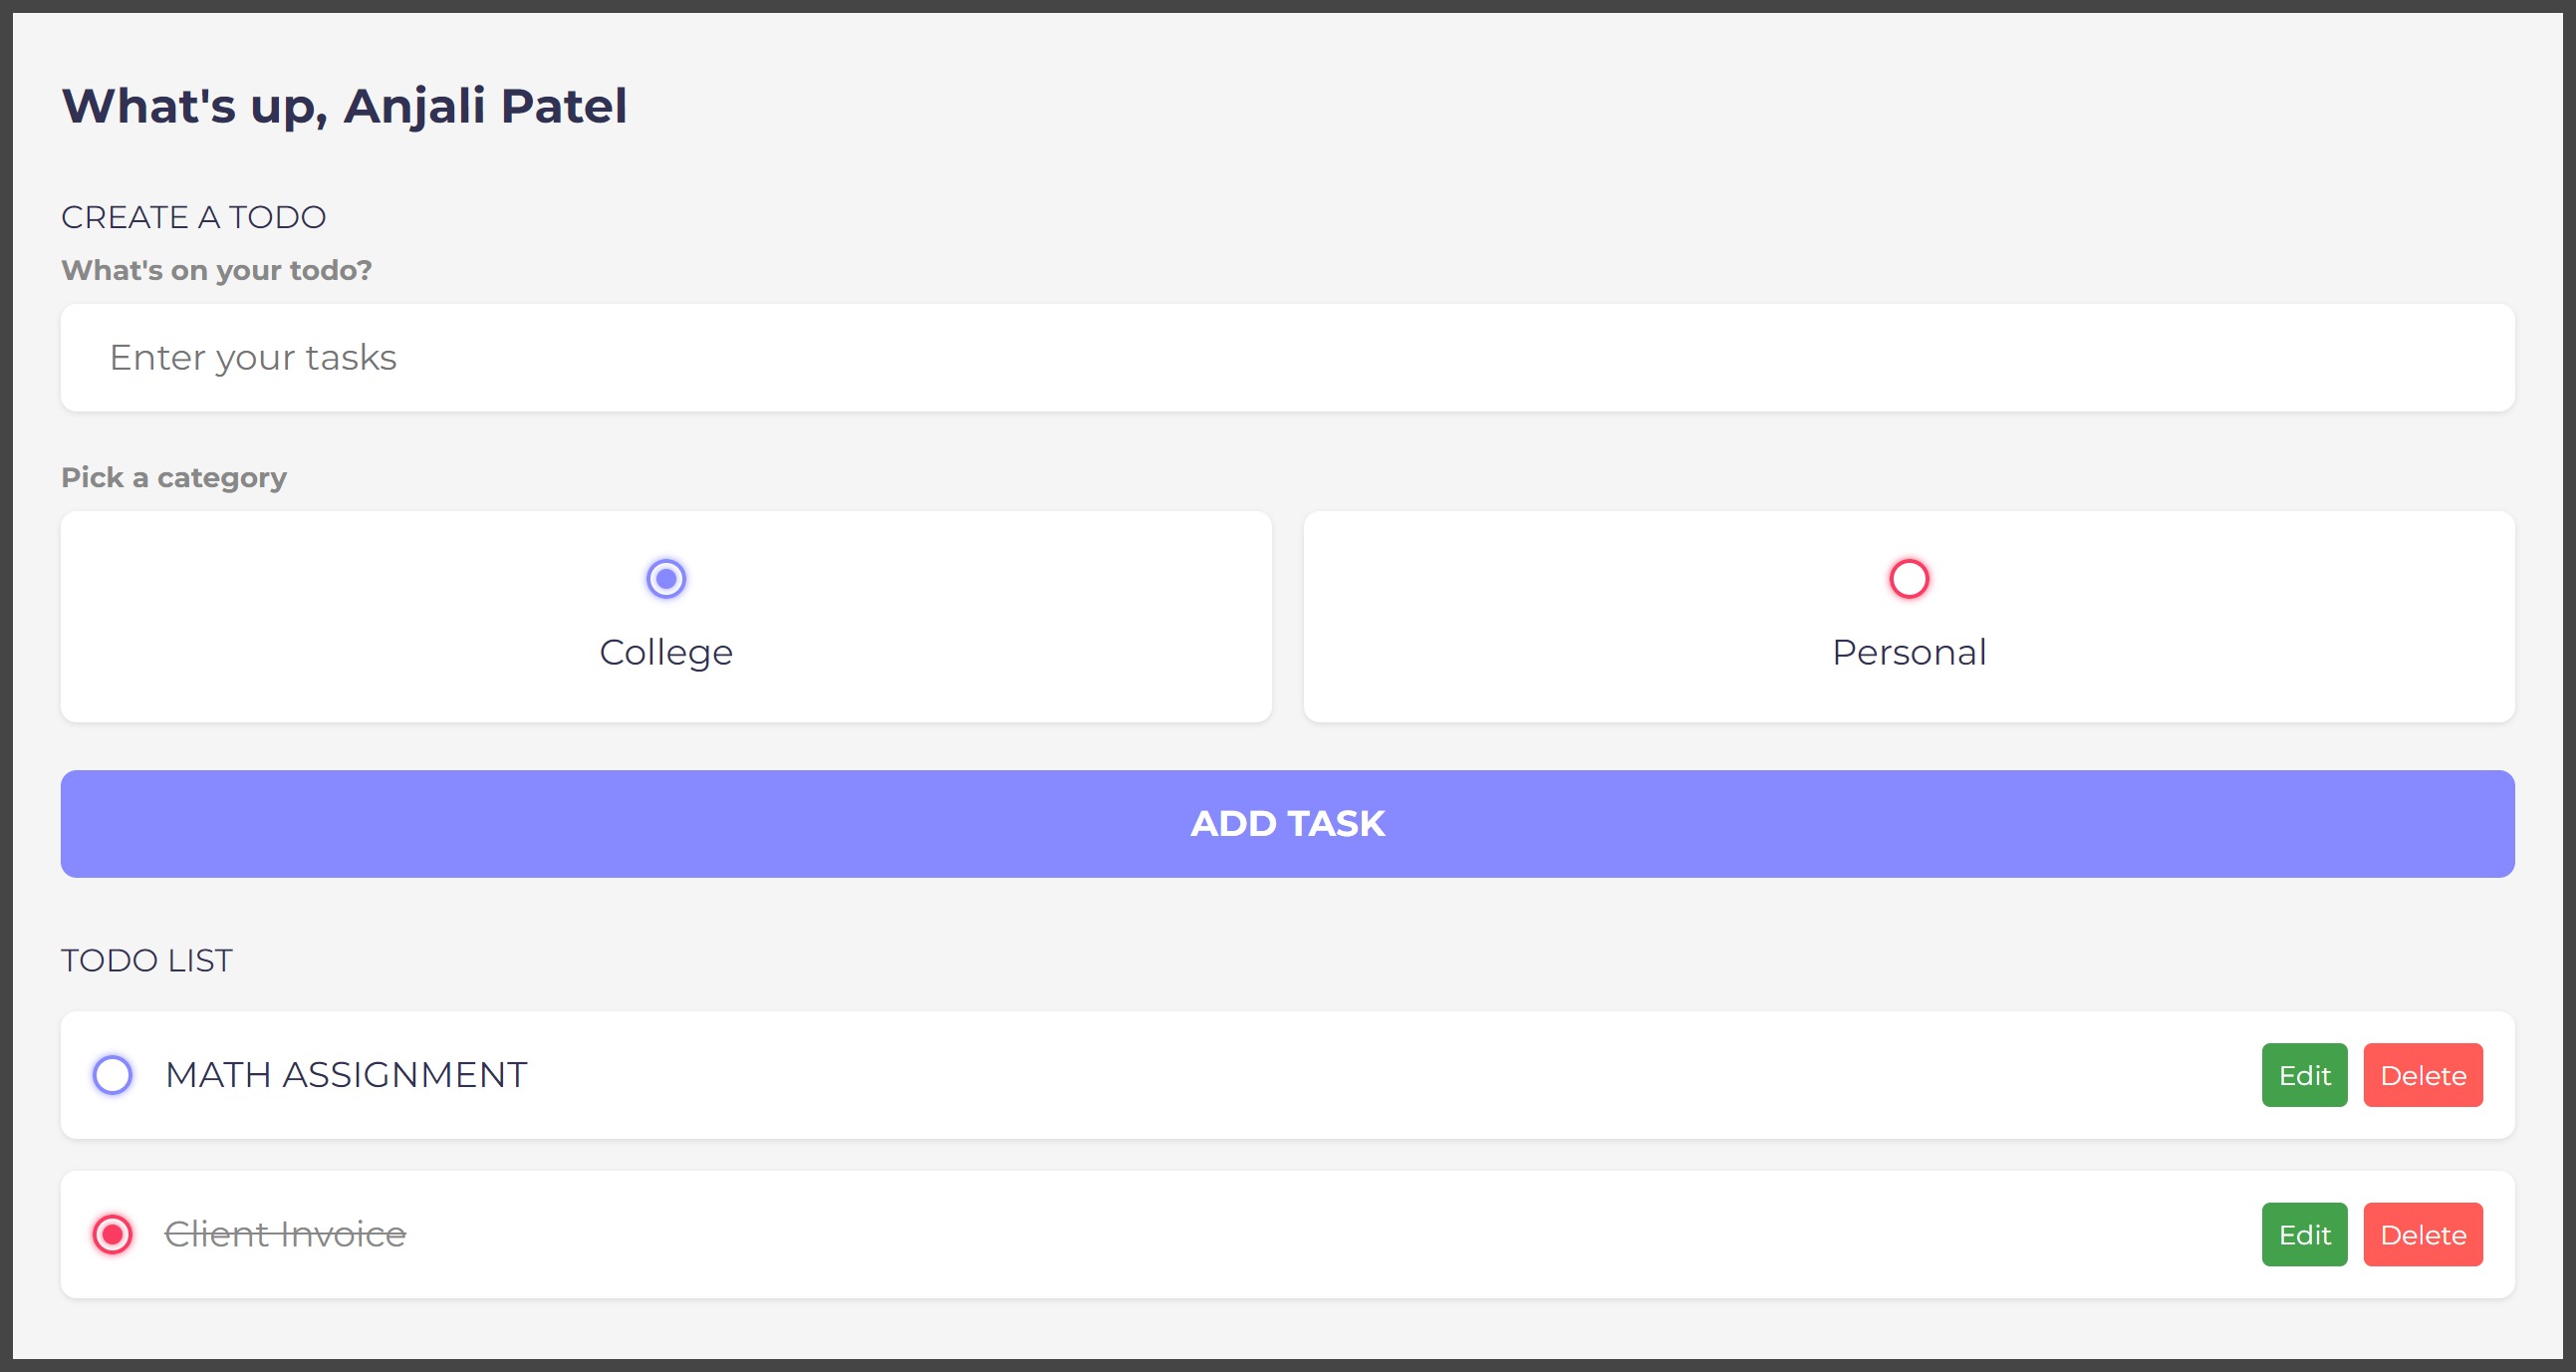 What's up, Anjali Patel
CREATE A TODO
What's on your todo?
Enter your tasks
Pick a category
College
Personal
ADD TASK
TODO LIST
MATH ASSIGNMENT
Edit
Delete
Client Invoice
Edit
Delete